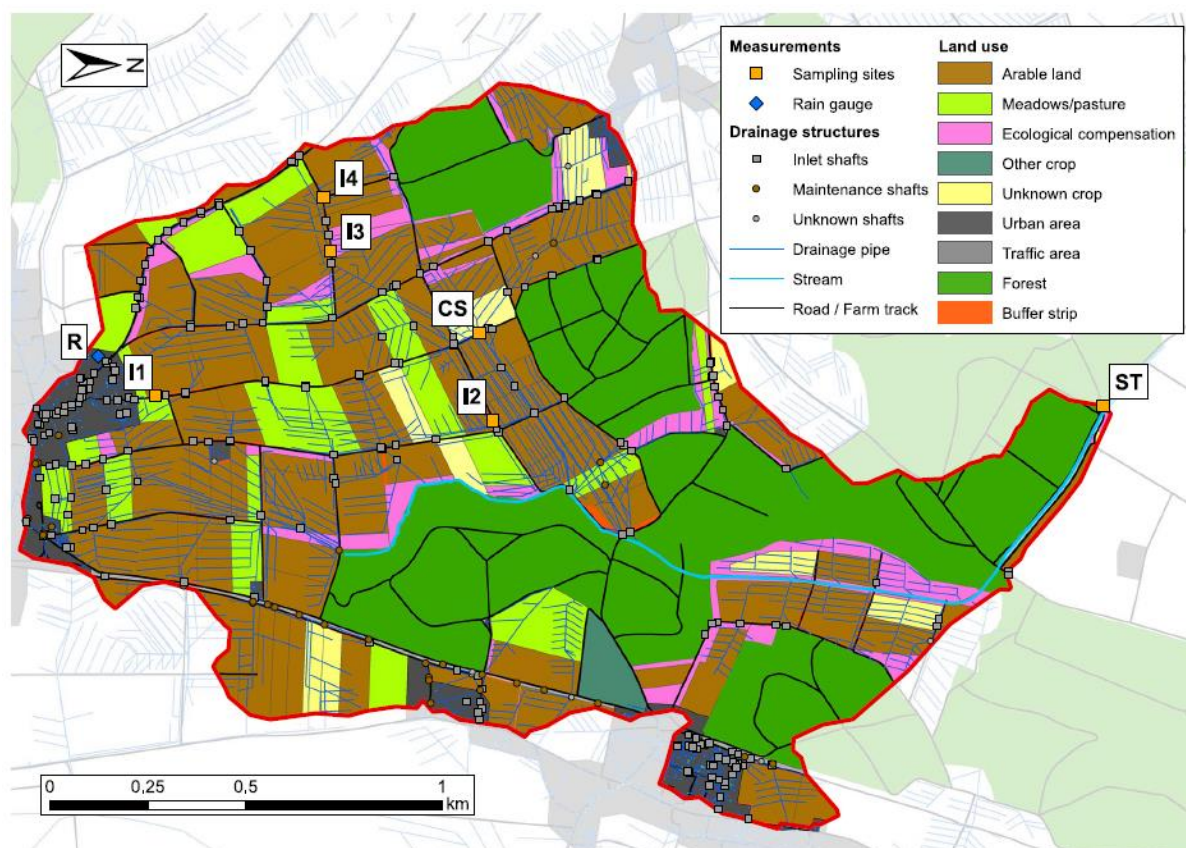 N
Measurements
Sampling sites
Rain gauge
Drainage structures
Inlet shafts
Maintenance shafts
Unknown shafts
Drainage pipe
Stream
Road / Farm track
Land use
Arable land
Meadows/pasture
Ecological compensation
Other crop
Unknown crop
Urban area
Traffic area
Forest
Buffer strip
I4
I3
CS
R
I1
I2
ST
0 0,25 0,5 1
km